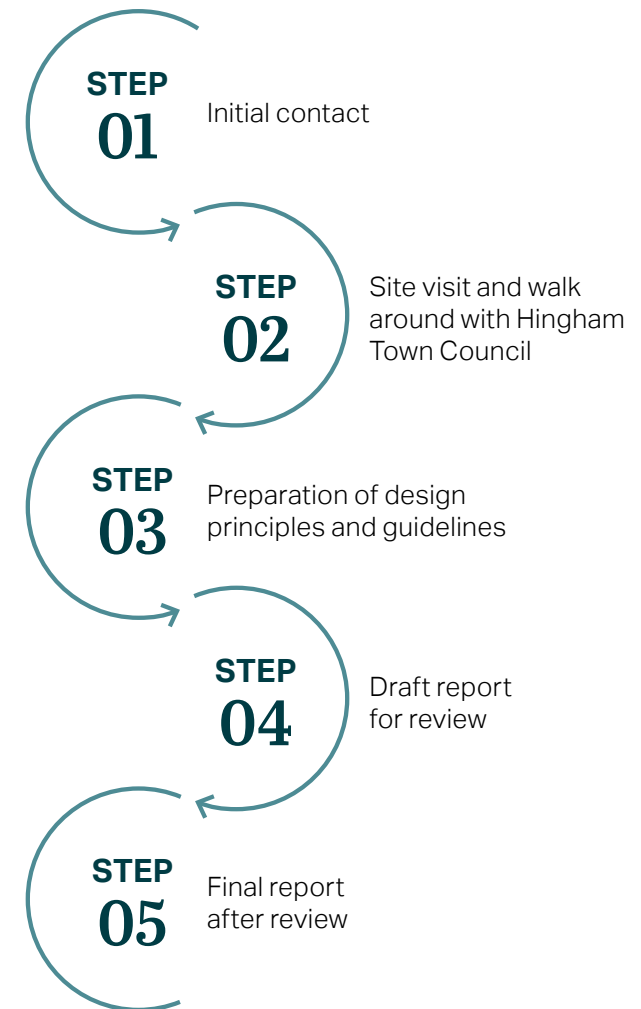 STEP
01
Initial contact
STEP
02
Site visit and walk
around with Hingham
Town Council
STEP
03
Preparation of design
principles and guidelines
STEP
04
Draft report
for review
STEP
05
Final report
after review